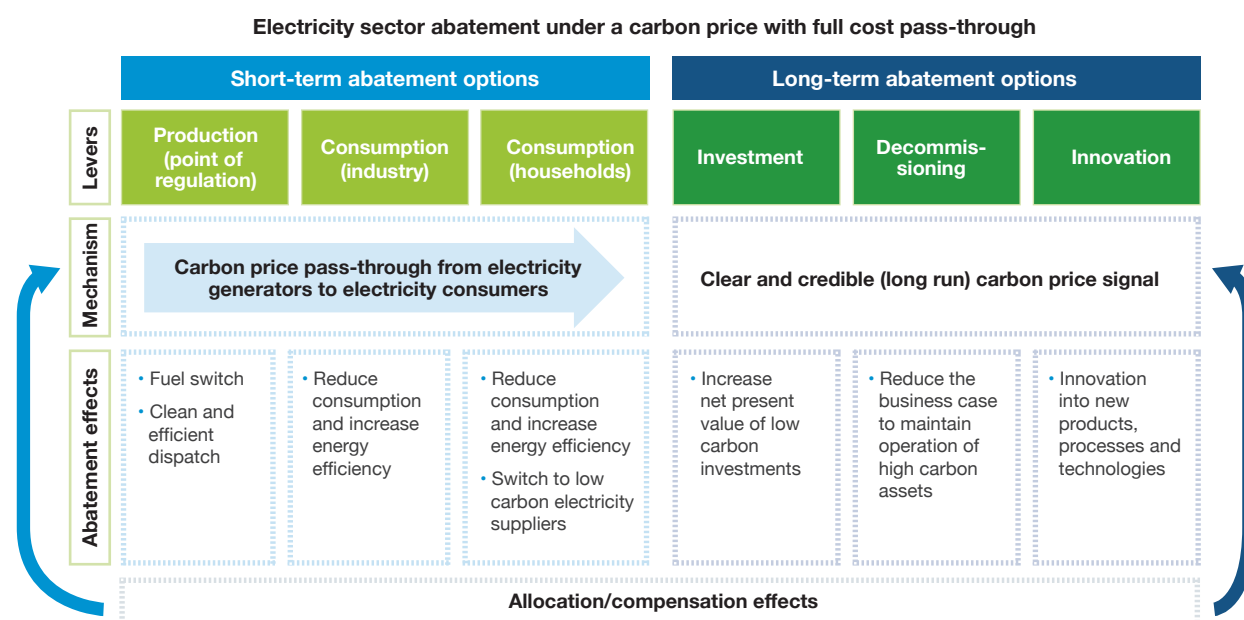 Electricity sector abatement under a carbon price with full cost pass-through
Short-term abatement options
Long-term abatement options
Levers
Production
(point of
regulation)
Consumption
(industry)
Consumption
(households)
Investment
Decommis-
sioning
Innovation
Mechanism
Carbon price pass-through from electricity
generators to electricity consumers
Clear and credible (long run) carbon price signal
Abatement effects
• Fuel switch
• Clean and
efficient
dispatch
• Reduce
consumption
and increase
energy
efficiency
• Reduce
consumption
and increase
energy efficiency
• Switch to low
carbon electricity
suppliers
• Increase
net present
value of low
carbon
investments
• Reduce the
business case
to maintain
operation of
high carbon
assets
• Innovation
into new
products,
processes and
technologies
Allocation/compensation effects